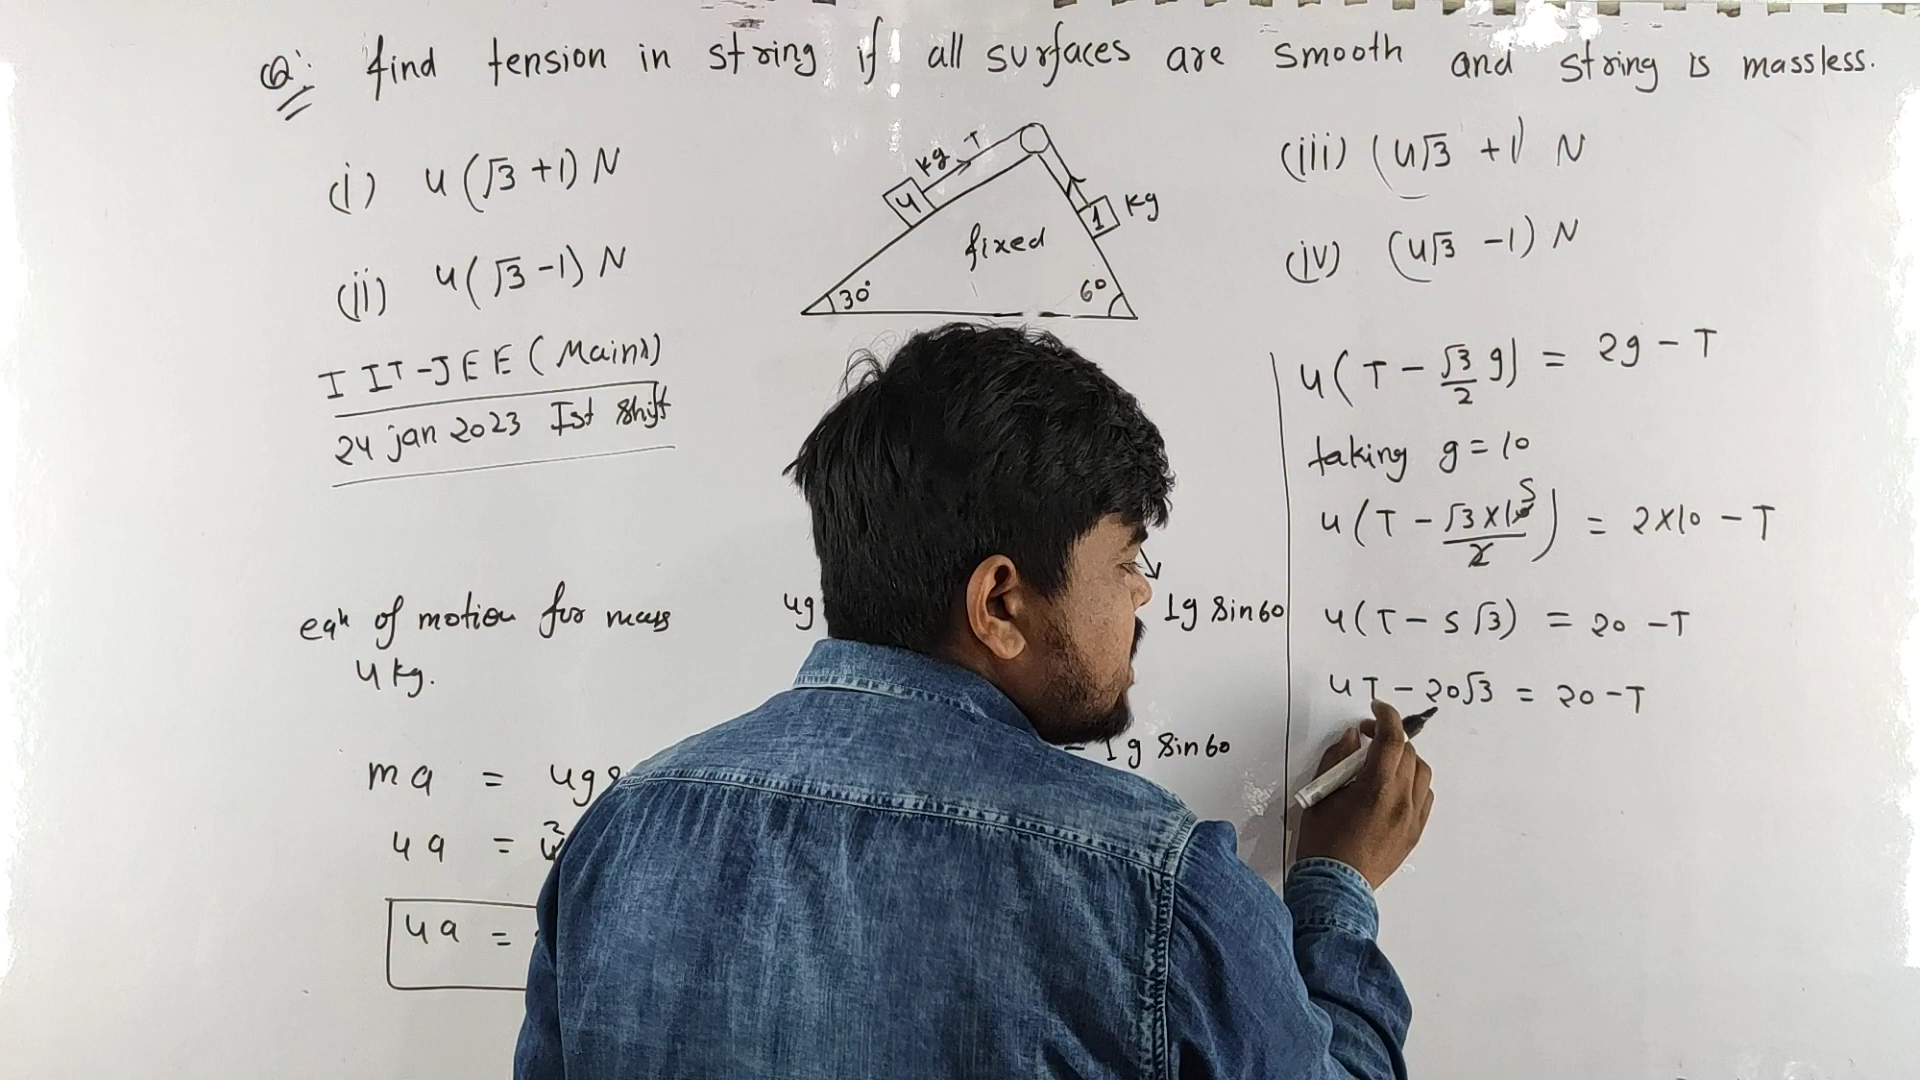 Q: find tension in string if all surfaces are smooth and string is massless.
(i) 4(√3 +1) N
(ii) 4(√3 -1) N
(iii) (4√3 +1) N
(iv) (4√3 -1) N
IIT-JEE (Mains)
24 jan 2023 Ist Shift
4 kg T
1 kg
fixed
30° 60
eqn of motion for mass
4 kg.
ma = 4g
4a =
4a =
4g
1g sin60
- 1g sin60
4(T - √3/2 g) = 2g - T
taking g = 10
4(T - √3×10/2) = 2×10 - T
5
4(T - 5√3) = 20 - T
4T - 20√3 = 20 - T